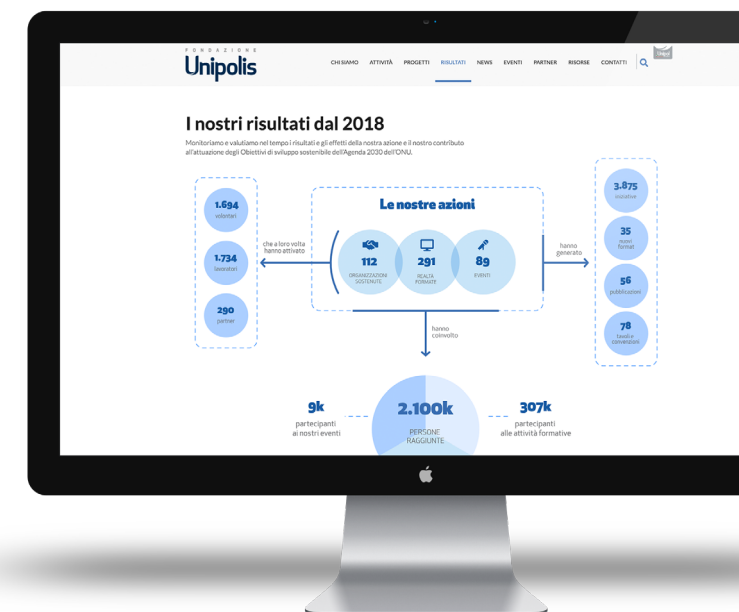 FONDAZIONE
Unipolis
CHI SIAMO ATTIVITÀ PROGETTI RISULTATI NEWS EVENTI PARTNER RISORSE CONTATTI
Unipol
I nostri risultati dal 2018
Monitoriamo e valutiamo nel tempo i risultati e gli effetti della nostra azione e il nostro contributo
all'attuazione degli Obiettivi di sviluppo sostenibile dell'Agenda 2030 dell'ONU.
1.694
volontari
1.734
lavoratori
290
partner
che a loro volta
hanno attivato
Le nostre azioni
112
ORGANIZZAZIONI
SOSTENUTE
291
REALTÀ
FORMATE
89
EVENTI
hanno
generato
3.875
iniziative
35
nuovi
format
56
pubblicazioni
78
tavoli e
convenzioni
hanno
coinvolto
9k
partecipanti
ai nostri eventi
2.100k
PERSONE
RAGGIUNTE
307k
partecipanti
alle attività formative